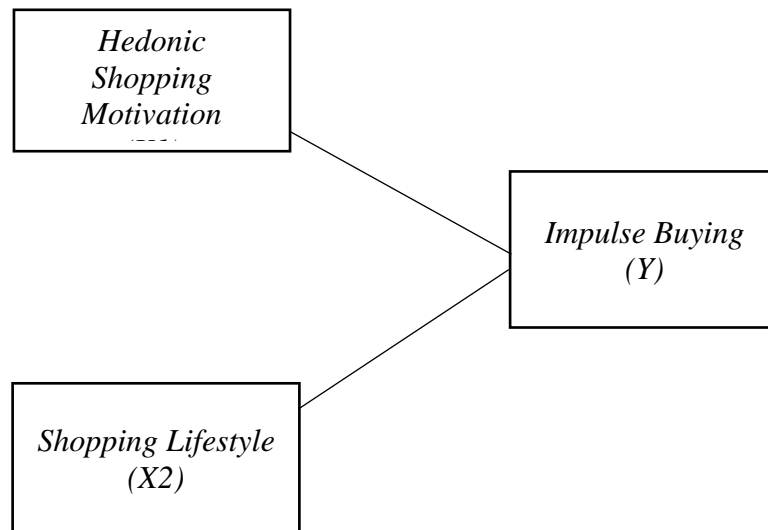 Hedonic
Shopping
Motivation
Impulse Buying
(Y)
Shopping Lifestyle
(X2)